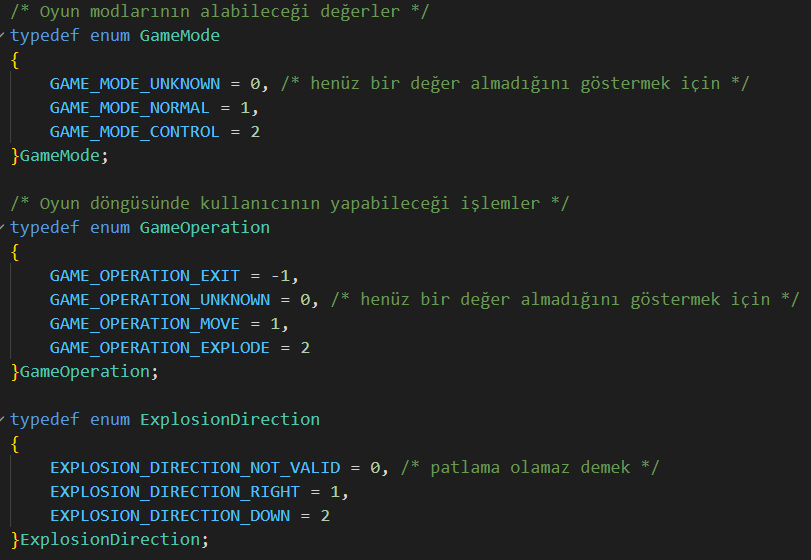 /* Oyun modlarının alabileceği değerler */
typedef enum GameMode
{
    GAME_MODE_UNKNOWN = 0, /* henüz bir değer almadığını göstermek için */
    GAME_MODE_NORMAL = 1,
    GAME_MODE_CONTROL = 2
}GameMode;

/* Oyun döngüsünde kullanıcının yapabileceği işlemler */
typedef enum GameOperation
{
    GAME_OPERATION_EXIT = -1,
    GAME_OPERATION_UNKNOWN = 0, /* henüz bir değer almadığını göstermek için */
    GAME_OPERATION_MOVE = 1,
    GAME_OPERATION_EXPLODE = 2
}GameOperation;

typedef enum ExplosionDirection
{
    EXPLOSION_DIRECTION_NOT_VALID = 0, /* patlama olamaz demek */
    EXPLOSION_DIRECTION_RIGHT = 1,
    EXPLOSION_DIRECTION_DOWN = 2
}ExplosionDirection;